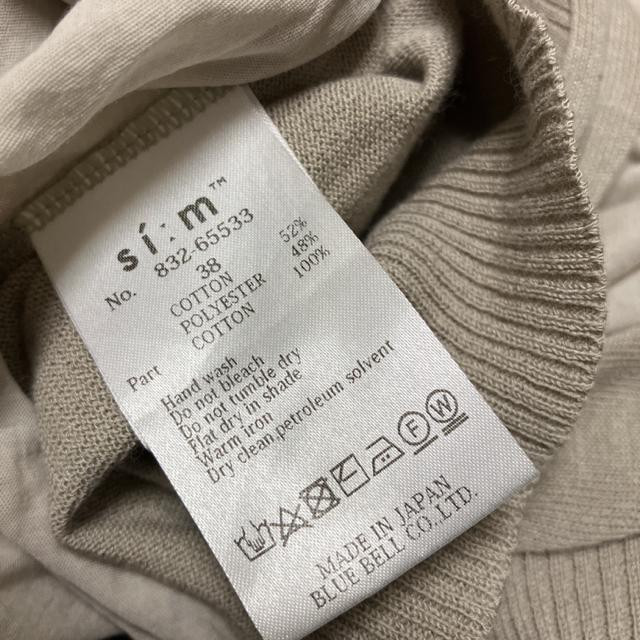 sí:m™
No. 832-65533
38
COTTON 52%
POLYESTER 48%
Part COTTON 100%
Hand wash
Do not bleach
Do not tumble dry
Flat dry in shade
Warm iron
Dry clean,petroleum solvent
F W
MADE IN JAPAN
BLUE BELL CO.,LTD.